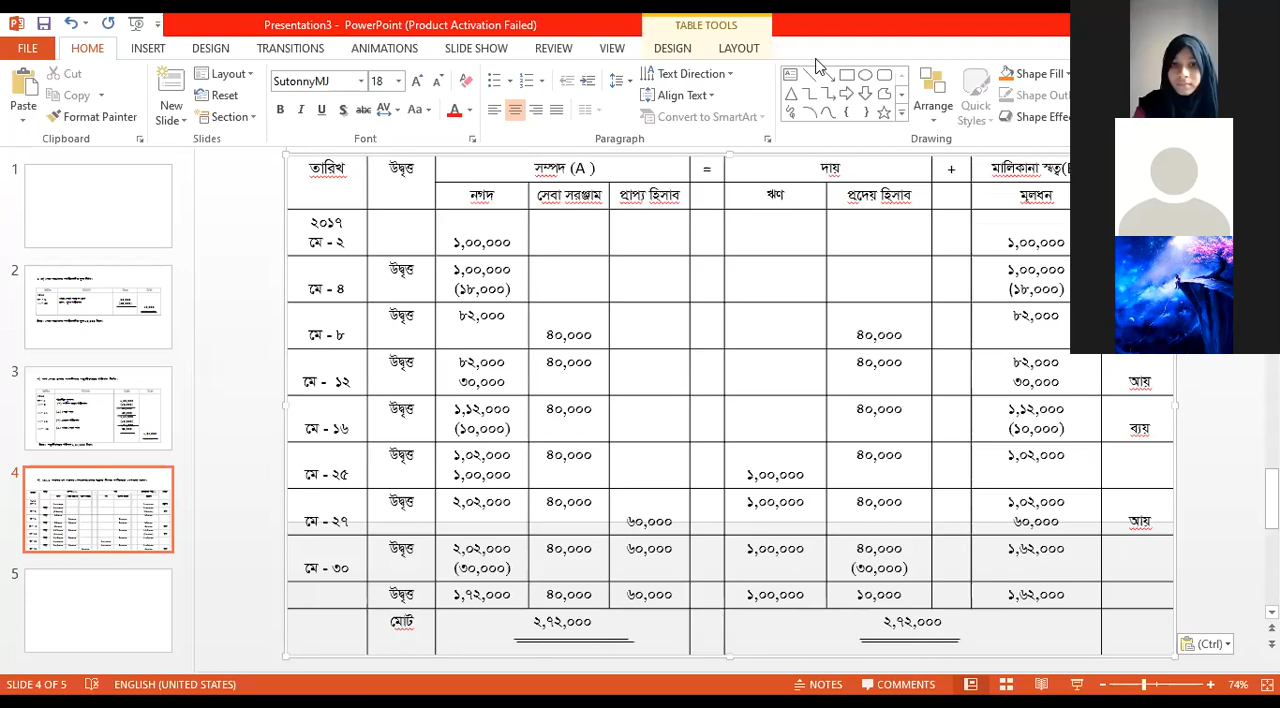 Presentation3 - PowerPoint (Product Activation Failed)
TABLE TOOLS
FILE HOME INSERT DESIGN TRANSITIONS ANIMATIONS SLIDE SHOW REVIEW VIEW DESIGN LAYOUT
Cut
Copy
Format Painter
Paste
Clipboard
New
Slide
Layout
Reset
Section
Slides
SutonnyMJ 18
Font
Text Direction
Align Text
Convert to SmartArt
Paragraph
Arrange
Quick
Styles
Shape Fill
Shape Out
Shape Effe
Drawing
1
2
3
4
5
তারিখ উদ্বৃত্ত সম্পদ (A ) = দায় + মালিকানা স্বত্ব(E
নগদ সেবা সরঞ্জাম প্রাপ্য হিসাব ঋণ প্রদেয় হিসাব মূলধন
২০১৭
মে - ২ ১,০০,০০০ ১,০০,০০০
উদ্বৃত্ত ১,০০,০০০ ১,০০,০০০
মে - ৪ (১৮,০০০) (১৮,০০০)
উদ্বৃত্ত ৮২,০০০ ৮২,০০০
মে - ৮ ৪০,০০০ ৪০,০০০
উদ্বৃত্ত ৮২,০০০ ৪০,০০০ ৪০,০০০ ৮২,০০০
মে - ১২ ৩০,০০০ ৩০,০০০ আয়
উদ্বৃত্ত ১,১২,০০০ ৪০,০০০ ৪০,০০০ ১,১২,০০০
মে - ১৬ (১০,০০০) (১০,০০০) ব্যয়
উদ্বৃত্ত ১,০২,০০০ ৪০,০০০ ৪০,০০০ ১,০২,০০০
মে - ২৫ ১,০০,০০০ ১,০০,০০০
উদ্বৃত্ত ২,০২,০০০ ৪০,০০০ ১,০০,০০০ ৪০,০০০ ১,০২,০০০
মে - ২৭ ৬০,০০০ ৬০,০০০ আয়
উদ্বৃত্ত ২,০২,০০০ ৪০,০০০ ৬০,০০০ ১,০০,০০০ ৪০,০০০ ১,৬২,০০০
মে - ৩০ (৩০,০০০) (৩০,০০০)
উদ্বৃত্ত ১,৭২,০০০ ৪০,০০০ ৬০,০০০ ১,০০,০০০ ১০,০০০ ১,৬২,০০০
মোট ২,৭২,০০০ ২,৭২,০০০
(Ctrl)
SLIDE 4 OF 5 ENGLISH (UNITED STATES) NOTES COMMENTS 74%